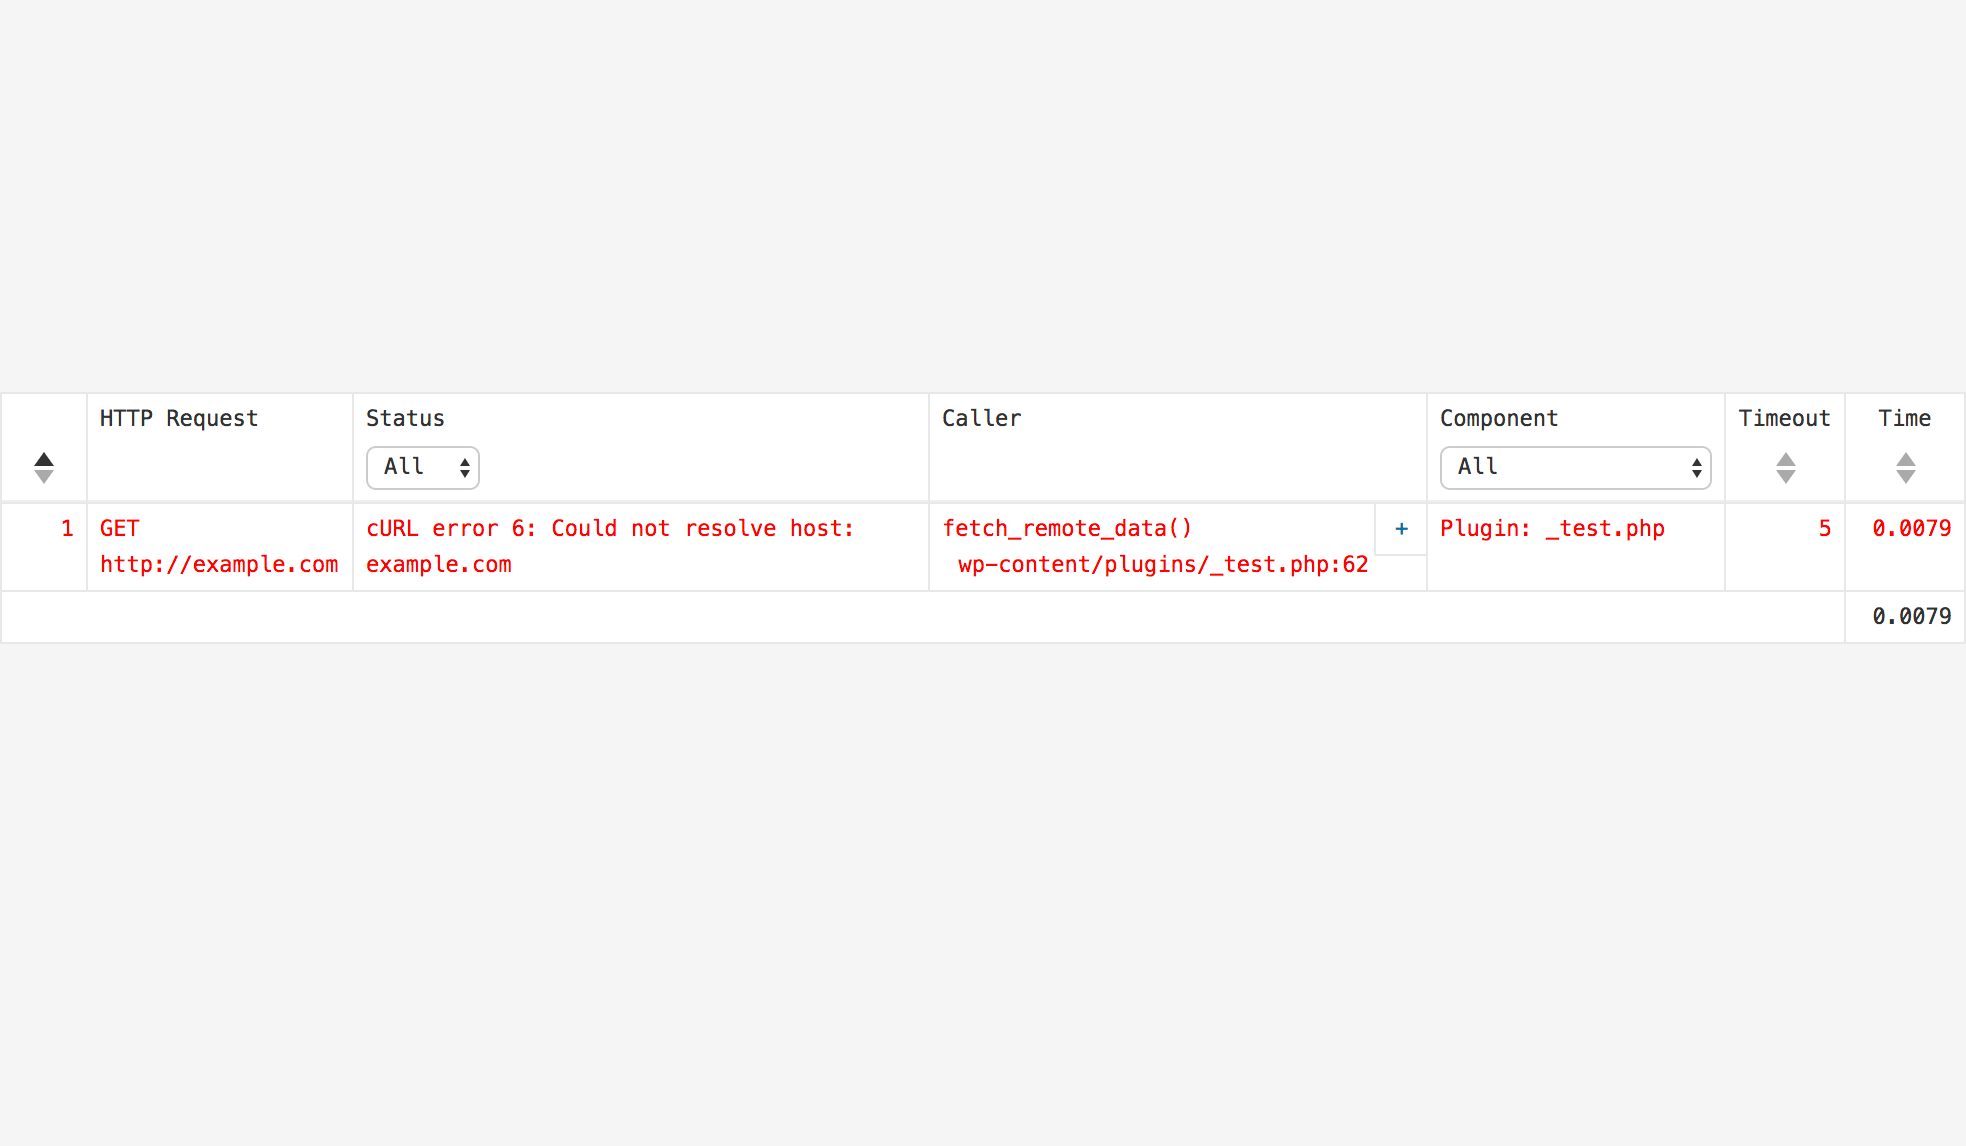 HTTP Request Status Caller Component Timeout Time
All All
1 GET cURL error 6: Could not resolve host: fetch_remote_data() + Plugin: _test.php 5 0.0079
http://example.com example.com wp-content/plugins/_test.php:62
0.0079